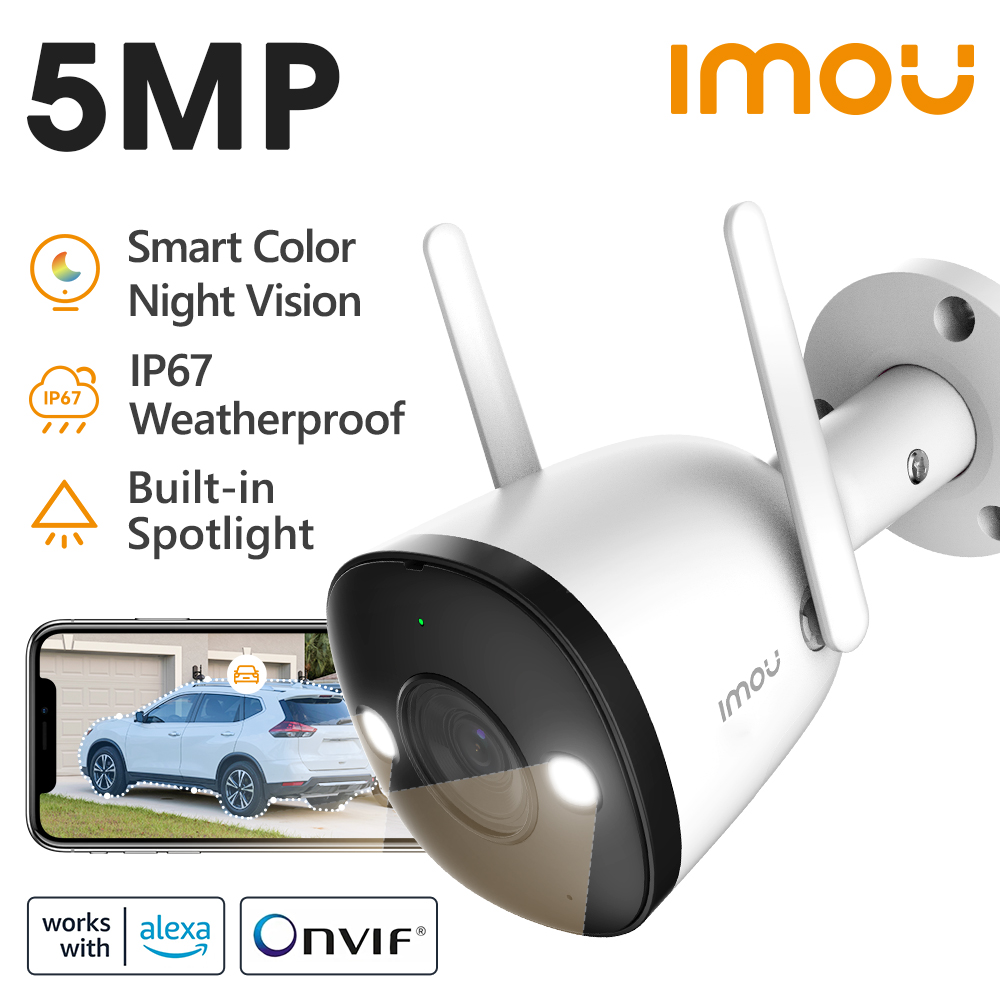 5MP
imou
Smart Color
Night Vision
IP67
IP67
Weatherproof
Built-in
Spotlight
imou
works
with
alexa
ONVIF®